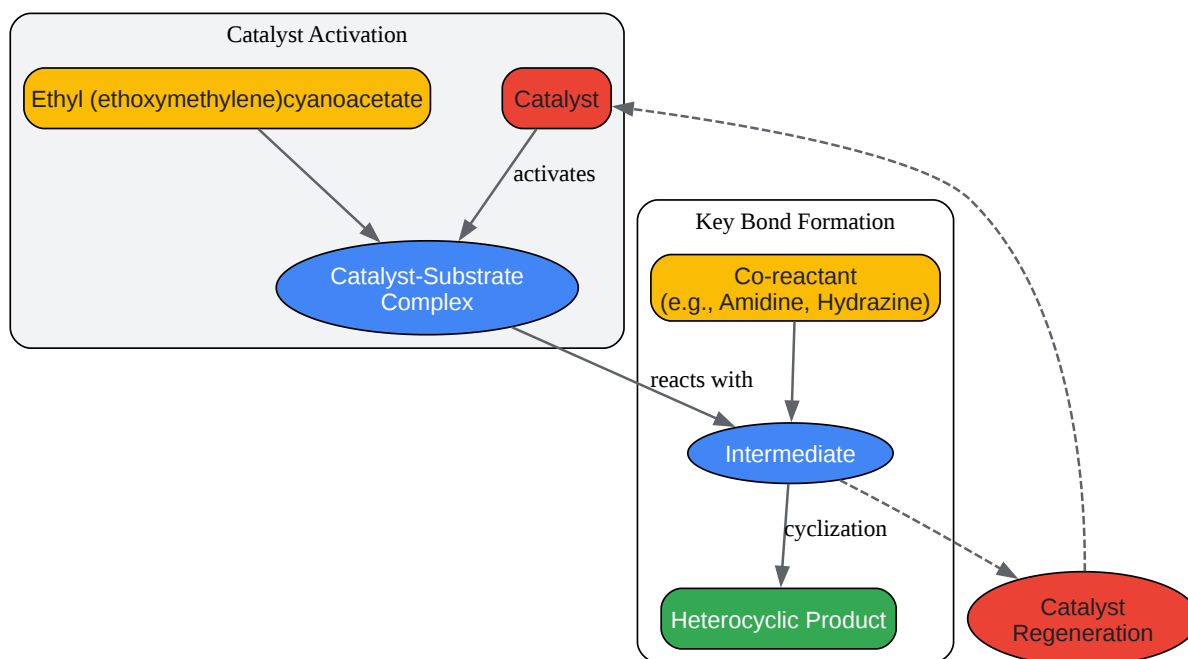 Catalyst Activation
Ethyl (ethoxymethylene)cyanoacetate
Catalyst
activates
Catalyst-Substrate
Complex
Key Bond Formation
Co-reactant
(e.g., Amidine, Hydrazine)
reacts with
Intermediate
cyclization
Heterocyclic Product
Catalyst
Regeneration